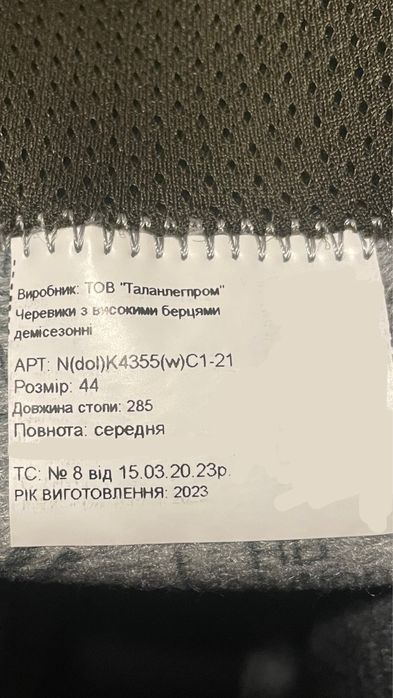 Виробник: ТОВ "Таланлегпром"
Черевики з високими берцями
демісезонні
АРТ: N(dol)K4355(w)C1-21
Розмір: 44
Довжина стопи: 285
Повнота: середня
ТС: № 8 від 15.03.20.23р.
РІК ВИГОТОВЛЕННЯ: 2023